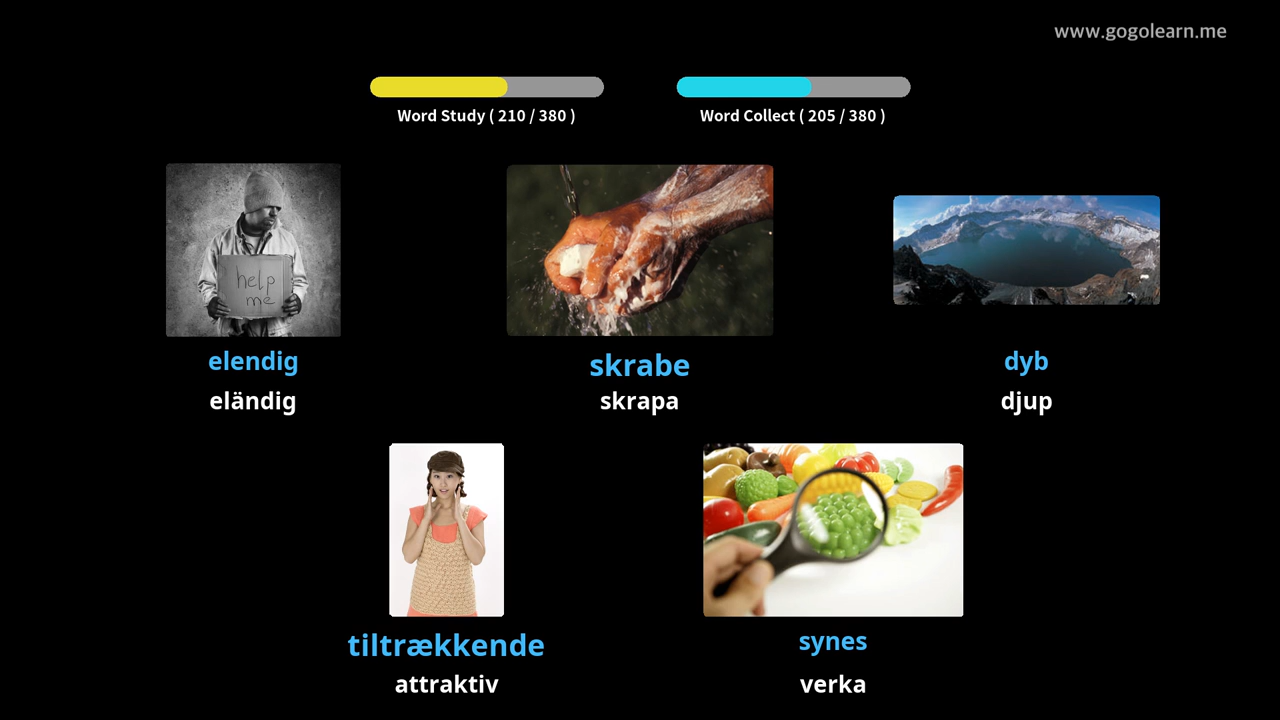 www.gogolearn.me
Word Study ( 210 / 380 )
Word Collect ( 205 / 380 )
help
me
elendig
eländig
skrabe
skrapa
dyb
djup
tiltrækkende
attraktiv
synes
verka